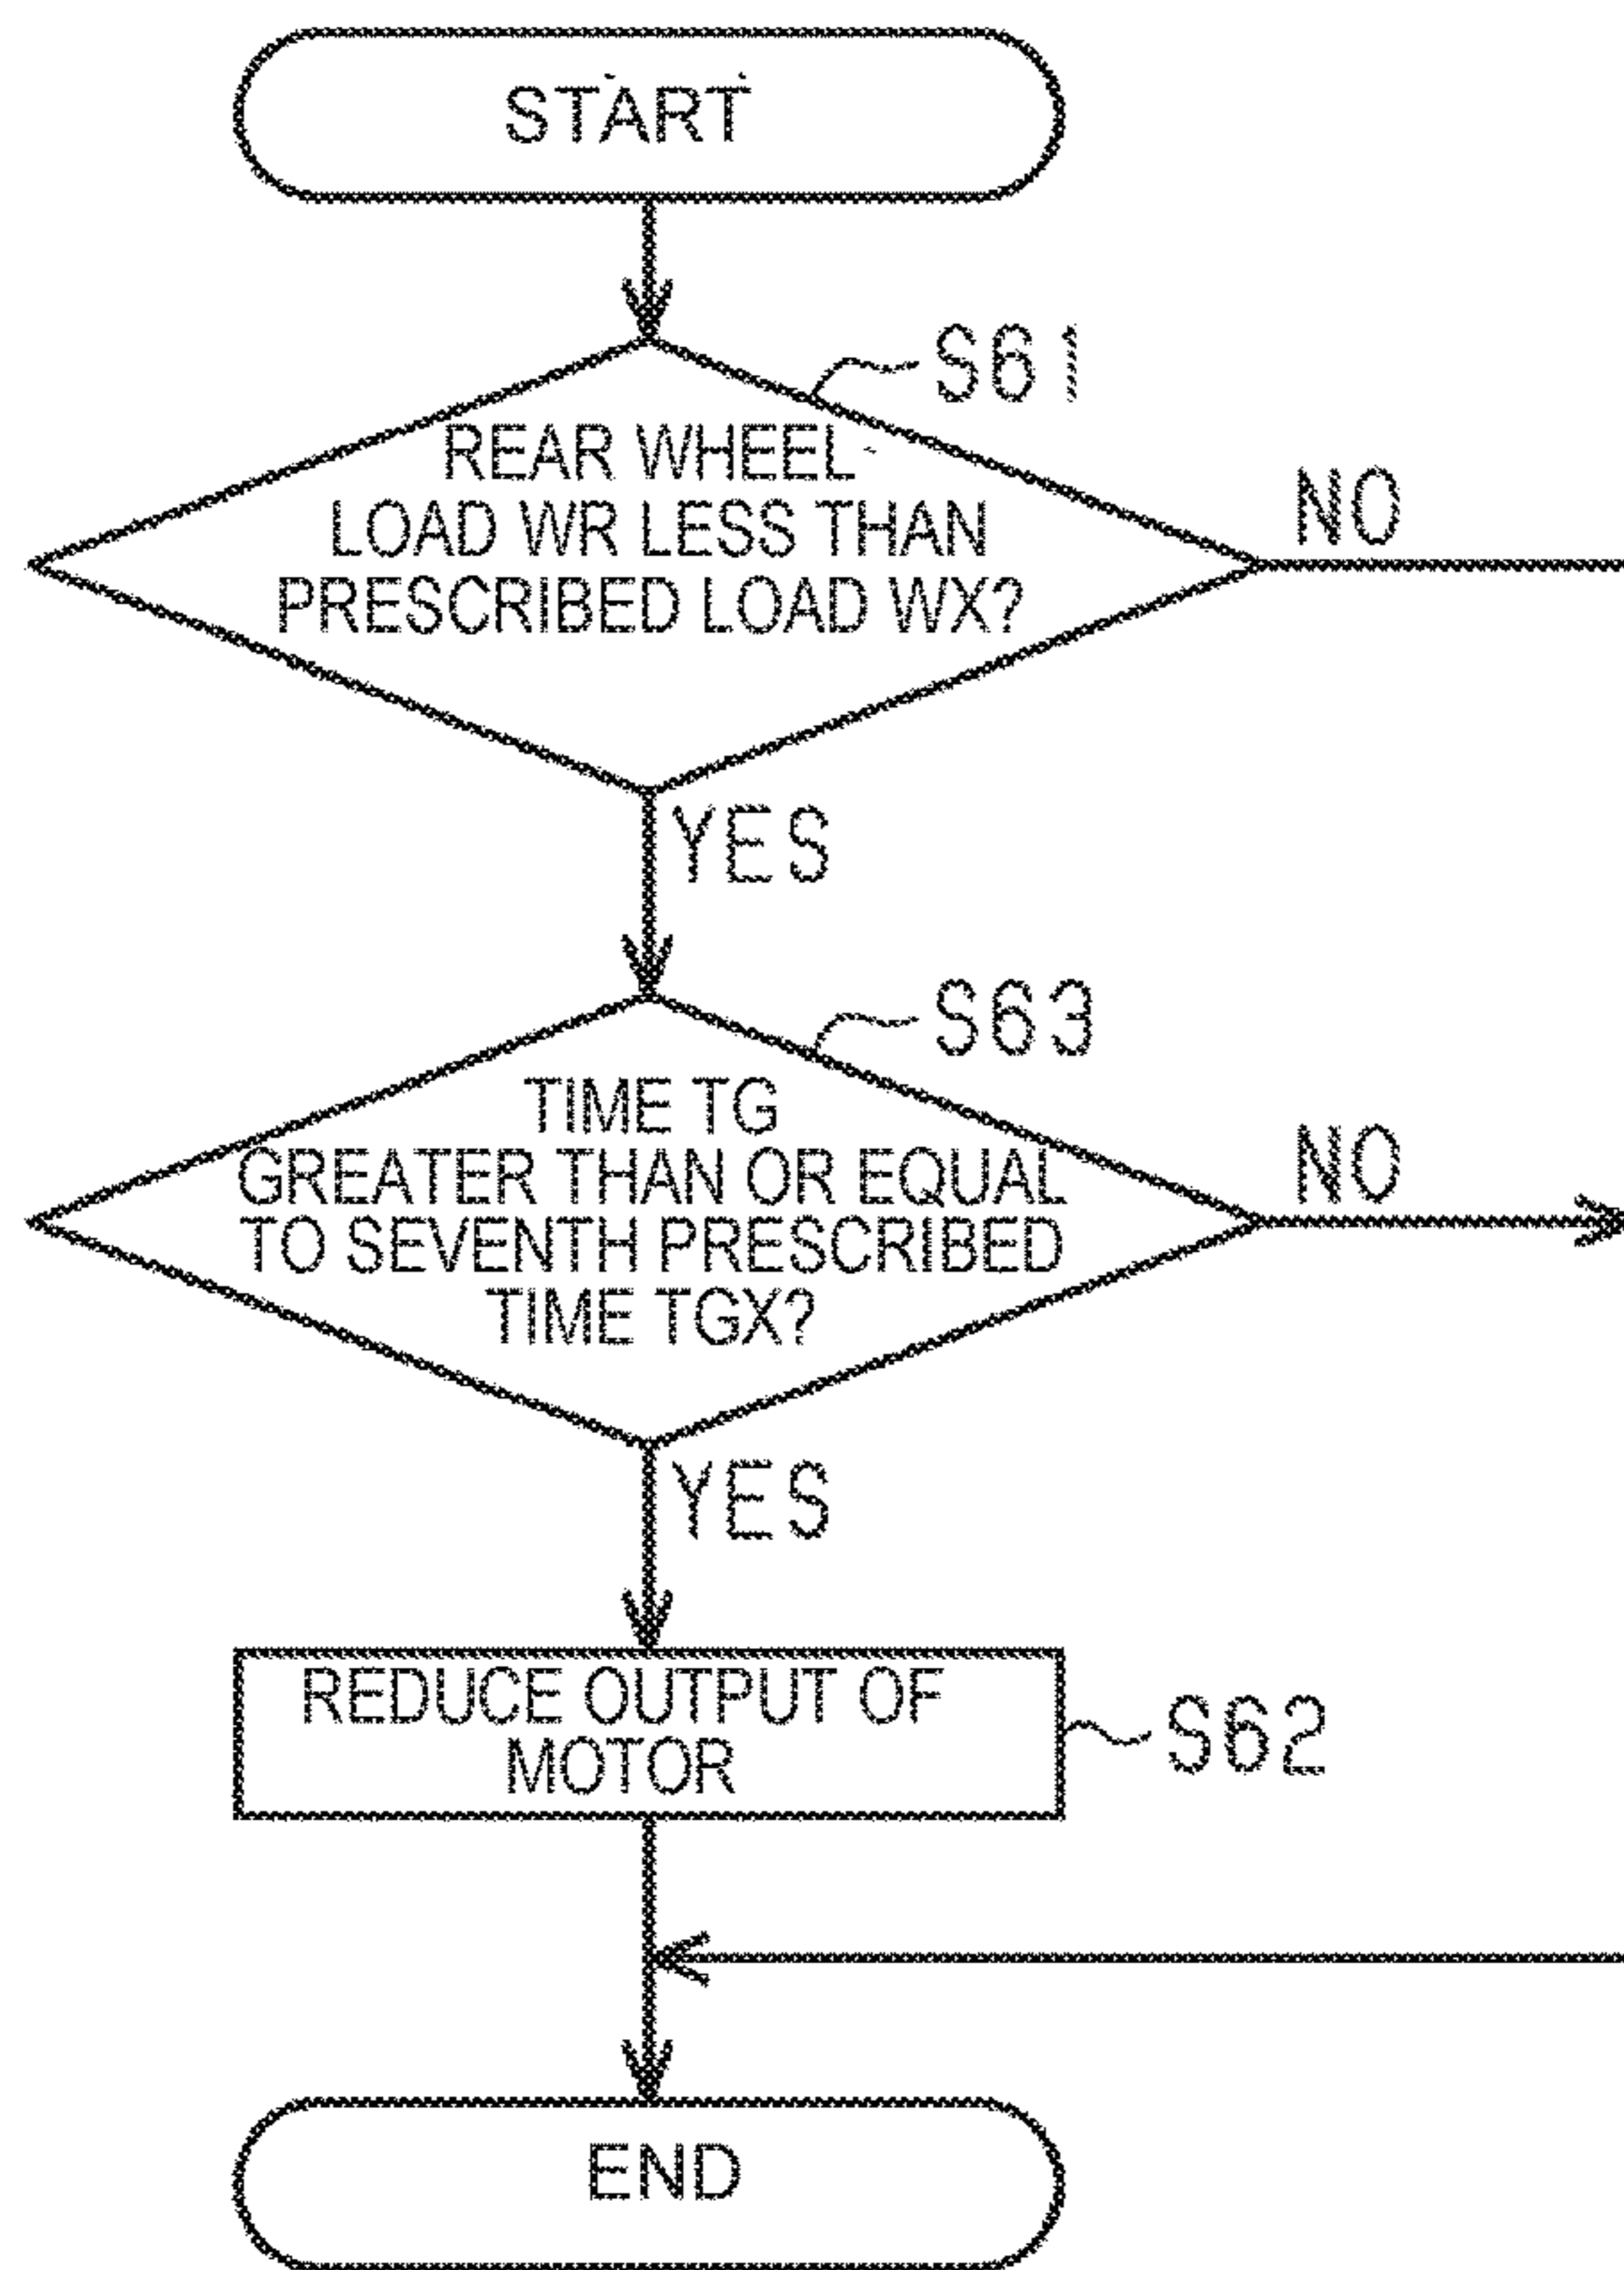 START
S61
REAR WHEEL
LOAD WR LESS THAN
PRESCRIBED LOAD WX?
NO
YES
S63
TIME TG
GREATER THAN OR EQUAL
TO SEVENTH PRESCRIBED
TIME TGX?
NO
YES
REDUCE OUTPUT OF
MOTOR
S62
END